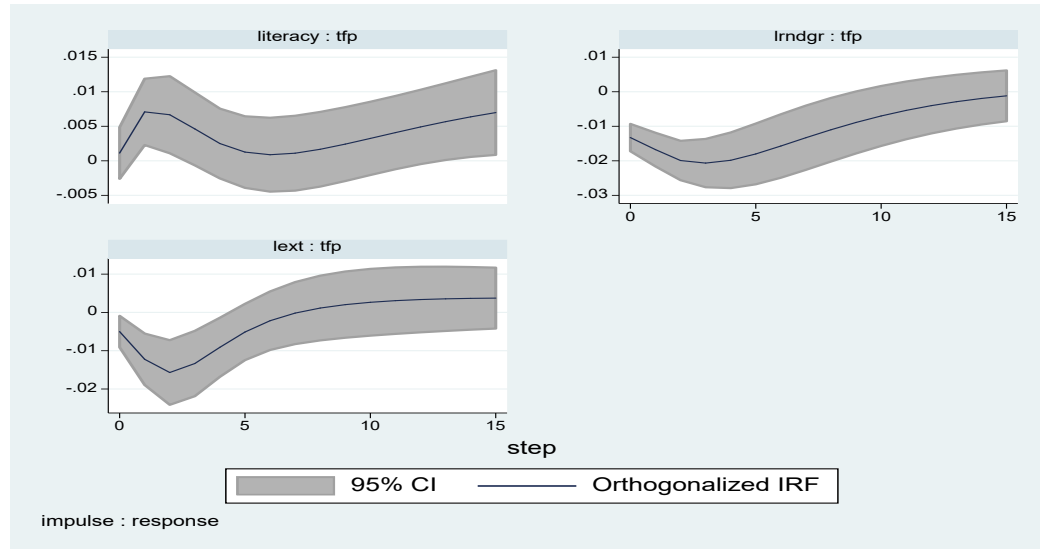 literacy : tfp
.015
.01
.005
0
-.005
lrndgr : tfp
.01
0
-.01
-.02
-.03
0 5 10 15
lext : tfp
.01
0
-.01
-.02
0 5 10 15
step
95% CI Orthogonalized IRF
impulse : response